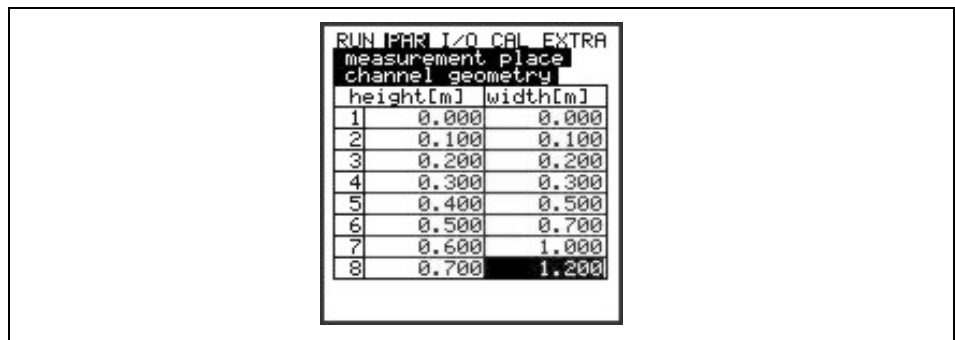 RUN PAR I/O CAL EXTRA
measurement place
channel geometry
height[m] width[m]
1 0.000 0.000
2 0.100 0.100
3 0.200 0.200
4 0.300 0.300
5 0.400 0.500
6 0.500 0.700
7 0.600 1.000
8 0.700 1.200